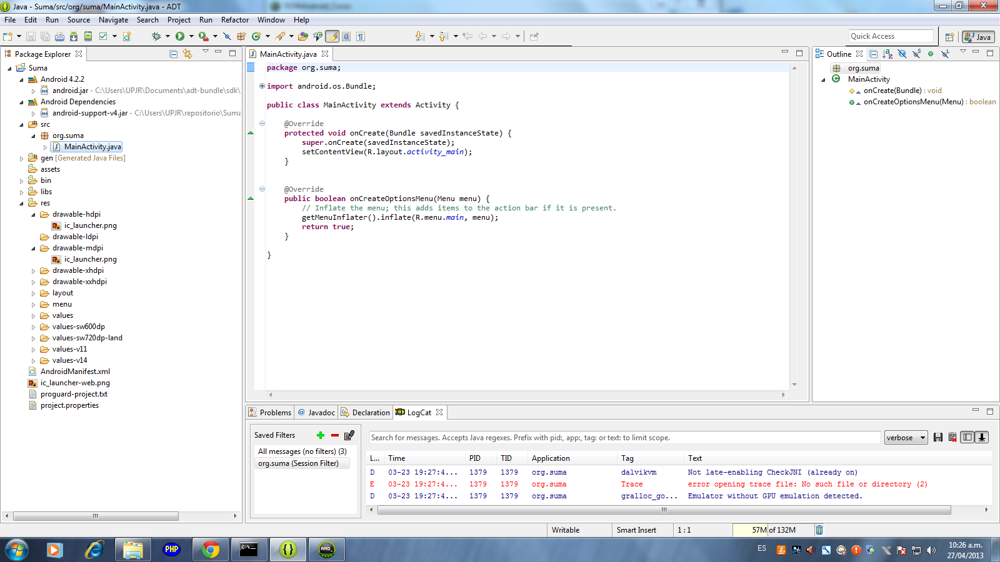 Java - Suma/src/org/suma/MainActivity.java - ADT
File Edit Run Source Navigate Search Project Run Refactor Window Help
Quick Access
Java
Package Explorer
Suma
Android 4.2.2
android.jar - C:\Users\UPJR\Documents\adt-bundle\sdk\
Android Dependencies
android-support-v4.jar - C:\Users\UPJR\repositorio\Suma
src
org.suma
MainActivity.java
gen [Generated Java Files]
assets
bin
libs
res
drawable-hdpi
ic_launcher.png
drawable-ldpi
drawable-mdpi
ic_launcher.png
drawable-xhdpi
drawable-xxhdpi
layout
menu
values
values-sw600dp
values-sw720dp-land
values-v11
values-v14
AndroidManifest.xml
ic_launcher-web.png
proguard-project.txt
project.properties
MainActivity.java
package org.suma;
import android.os.Bundle;
public class MainActivity extends Activity {
@Override
protected void onCreate(Bundle savedInstanceState) {
super.onCreate(savedInstanceState);
setContentView(R.layout.activity_main);
}
@Override
public boolean onCreateOptionsMenu(Menu menu) {
// Inflate the menu; this adds items to the action bar if it is present.
getMenuInflater().inflate(R.menu.main, menu);
return true;
}
}
Outline
org.suma
MainActivity
onCreate(Bundle) : void
onCreateOptionsMenu(Menu) : boolean
Problems Javadoc Declaration LogCat
Saved Filters
All messages (no filters) (3)
org.suma (Session Filter)
Search for messages. Accepts Java regexes. Prefix with pid:, app:, tag: or text: to limit scope.
verbose
L... Time PID TID Application Tag Text
D 03-23 19:27:4... 1379 1379 org.suma dalvikvm Not late-enabling CheckJNI (already on)
E 03-23 19:27:4... 1379 1379 org.suma Trace error opening trace file: No such file or directory (2)
D 03-23 19:27:4... 1379 1379 org.suma gralloc_go... Emulator without GPU emulation detected.
Writable Smart Insert 1 : 1 57M of 132M
PHP
C:\_
AND_
ES
10:26 a.m.
27/04/2013